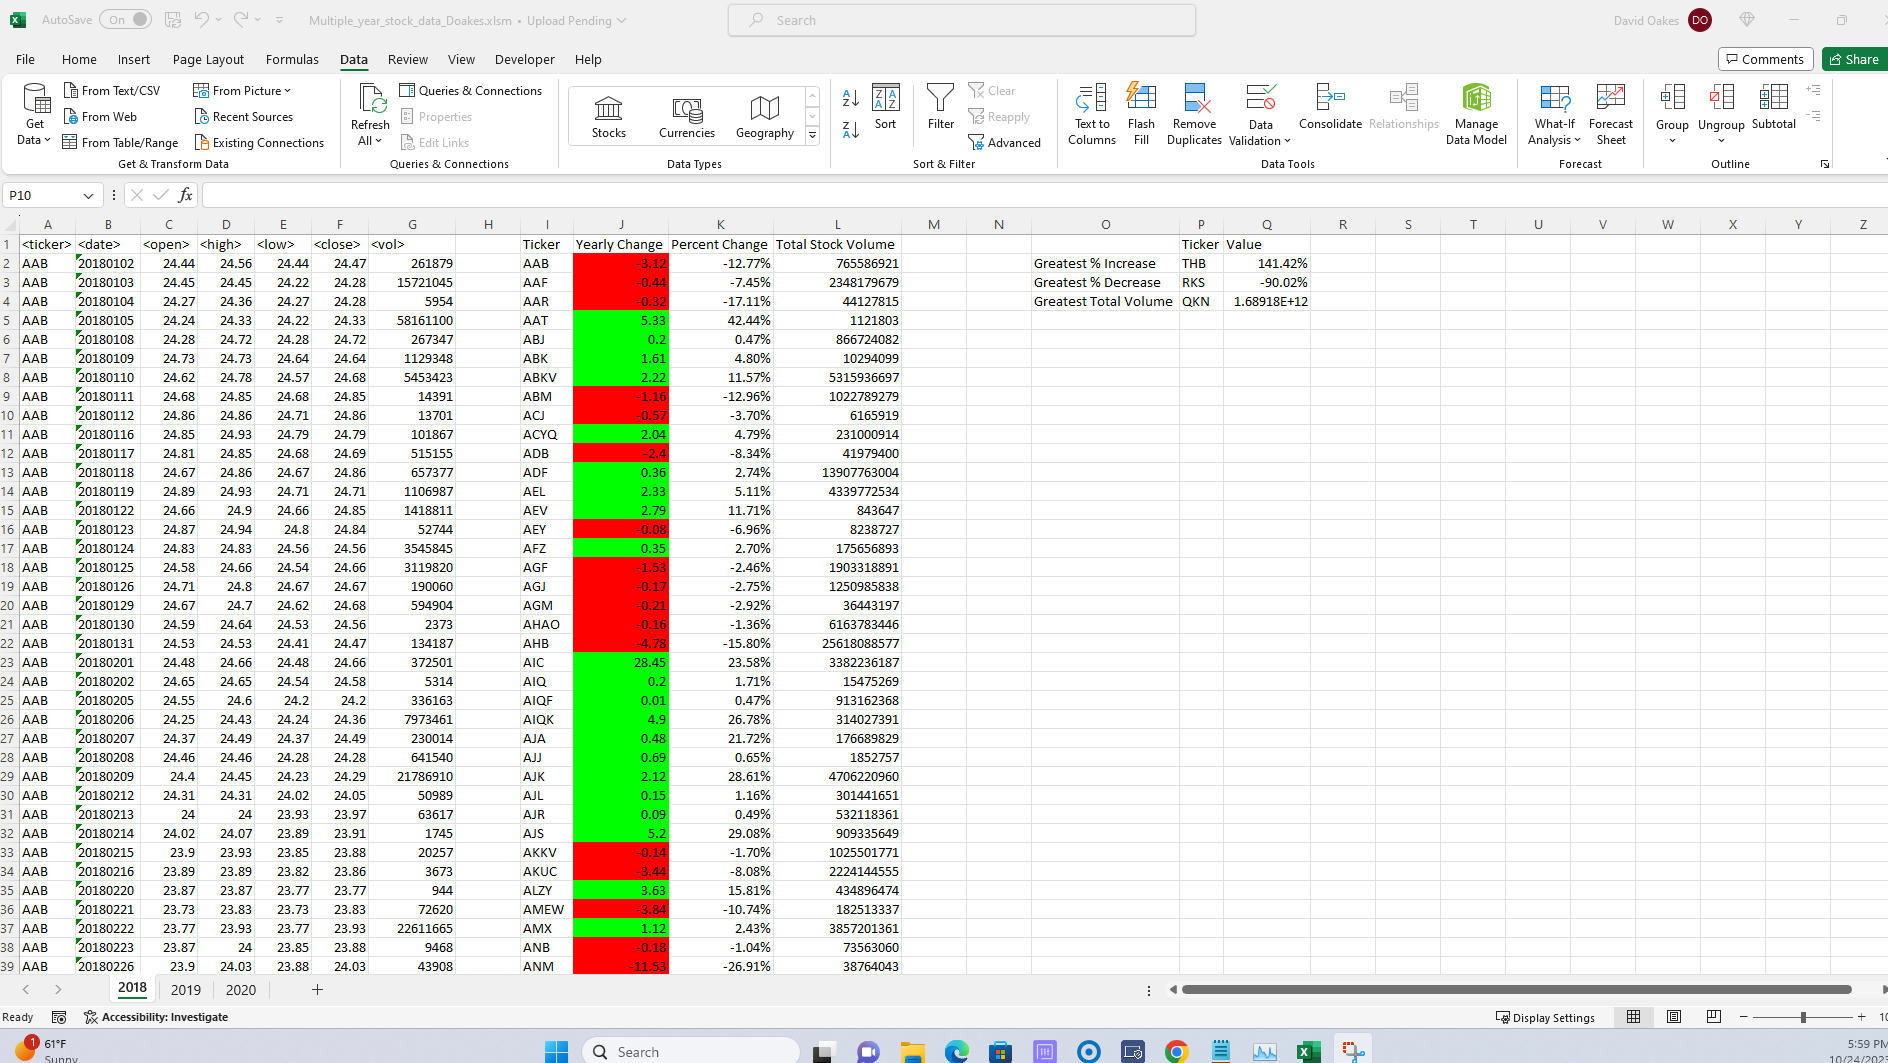 AutoSave On Multiple_year_stock_data_Doakes.xlsm • Upload Pending Search David Oakes DO
File Home Insert Page Layout Formulas Data Review View Developer Help Comments Share
Get Data
From Text/CSV
From Web
From Table/Range
From Picture
Recent Sources
Existing Connections
Get & Transform Data
Refresh All
Queries & Connections
Properties
Edit Links
Queries & Connections
Stocks Currencies Geography
Data Types
Sort
Filter
Clear
Reapply
Advanced
Sort & Filter
Text to Columns
Flash Fill
Remove Duplicates
Data Validation
Consolidate
Relationships
Manage Data Model
Data Tools
What-If Analysis
Forecast Sheet
Forecast
Group
Ungroup
Subtotal
Outline
P10 fx
A B C D E F G H I J K L M N O P Q R S T U V W X Y Z
1 <ticker> <date> <open> <high> <low> <close> <vol> Ticker Yearly Change Percent Change Total Stock Volume Ticker Value
2 AAB 20180102 24.44 24.56 24.44 24.47 261879 AAB -3.12 -12.77% 765586921 Greatest % Increase THB 141.42%
3 AAB 20180103 24.45 24.45 24.22 24.28 15721045 AAF -0.44 -7.45% 2348179679 Greatest % Decrease RKS -90.02%
4 AAB 20180104 24.27 24.36 24.27 24.28 5954 AAR -0.32 -17.11% 44127815 Greatest Total Volume QKN 1.68918E+12
5 AAB 20180105 24.24 24.33 24.22 24.33 58161100 AAT 5.33 42.44% 1121803
6 AAB 20180108 24.28 24.72 24.28 24.72 267347 ABJ 0.2 0.47% 866724082
7 AAB 20180109 24.73 24.73 24.64 24.64 1129348 ABK 1.61 4.80% 10294099
8 AAB 20180110 24.62 24.78 24.57 24.68 5453423 ABKV 2.22 11.57% 5315936697
9 AAB 20180111 24.68 24.85 24.68 24.85 14391 ABM -1.16 -12.96% 1022789279
10 AAB 20180112 24.86 24.86 24.71 24.86 13701 ACJ -0.57 -3.70% 6165919
11 AAB 20180116 24.85 24.93 24.79 24.79 101867 ACYQ 2.04 4.79% 231000914
12 AAB 20180117 24.81 24.85 24.68 24.69 515155 ADB -2.4 -8.34% 41979400
13 AAB 20180118 24.67 24.86 24.67 24.86 657377 ADF 0.36 2.74% 13907763004
14 AAB 20180119 24.89 24.93 24.71 24.71 1106987 AEL 2.33 5.11% 4339772534
15 AAB 20180122 24.66 24.9 24.66 24.85 1418811 AEV 2.79 11.71% 843647
16 AAB 20180123 24.87 24.94 24.8 24.84 52744 AEY -0.08 -6.96% 8238727
17 AAB 20180124 24.83 24.83 24.56 24.56 3545845 AFZ 0.35 2.70% 175656893
18 AAB 20180125 24.58 24.66 24.54 24.66 3119820 AGF -1.53 -2.46% 1903318891
19 AAB 20180126 24.71 24.8 24.67 24.67 190060 AGJ -0.17 -2.75% 1250985838
20 AAB 20180129 24.67 24.7 24.62 24.68 594904 AGM -0.21 -2.92% 36443197
21 AAB 20180130 24.59 24.64 24.53 24.56 2373 AHAO -0.16 -1.36% 6163783446
22 AAB 20180131 24.53 24.53 24.41 24.47 134187 AHB -4.78 -15.80% 25618088577
23 AAB 20180201 24.48 24.66 24.48 24.66 372501 AIC 28.45 23.58% 3382236187
24 AAB 20180202 24.65 24.65 24.54 24.58 5314 AIQ 0.2 1.71% 15475269
25 AAB 20180205 24.55 24.6 24.2 24.2 336163 AIQF 0.01 0.47% 913162368
26 AAB 20180206 24.25 24.43 24.24 24.36 7973461 AIQK 4.9 26.78% 314027391
27 AAB 20180207 24.37 24.49 24.37 24.49 230014 AJA 0.48 21.72% 176689829
28 AAB 20180208 24.46 24.46 24.28 24.28 641540 AJJ 0.69 0.65% 1852757
29 AAB 20180209 24.4 24.45 24.23 24.29 21786910 AJK 2.12 28.61% 4706220960
30 AAB 20180212 24.31 24.31 24.02 24.05 50989 AJL 0.15 1.16% 301441651
31 AAB 20180213 24 24 23.93 23.97 63617 AJR 0.09 0.49% 532118361
32 AAB 20180214 24.02 24.07 23.89 23.91 1745 AJS 5.2 29.08% 909335649
33 AAB 20180215 23.9 23.93 23.85 23.88 20257 AKKV -0.14 -1.70% 1025501771
34 AAB 20180216 23.89 23.89 23.82 23.86 3673 AKUC -3.44 -8.08% 2224144555
35 AAB 20180220 23.87 23.87 23.77 23.77 944 ALZY 3.63 15.81% 434896474
36 AAB 20180221 23.73 23.83 23.73 23.83 72620 AMEW -3.84 -10.74% 182513337
37 AAB 20180222 23.77 23.93 23.77 23.93 22611665 AMX 1.12 2.43% 3857201361
38 AAB 20180223 23.87 24 23.85 23.88 9468 ANB -0.18 -1.04% 73563060
39 AAB 20180226 23.9 24.03 23.88 24.03 43908 ANM -11.53 -26.91% 38764043
2018 2019 2020
Ready Accessibility: Investigate Display Settings
1 61°F
Sunny
Search
5:59 PM